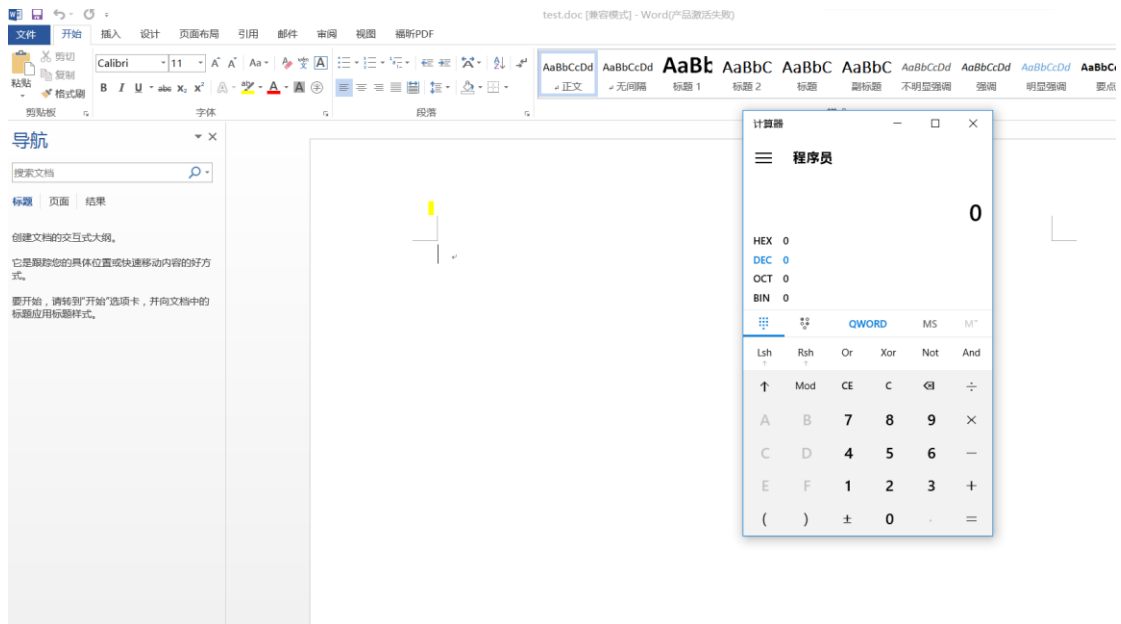 test.doc [兼容模式] - Word(产品激活失败)
文件 开始 插入 设计 页面布局 引用 邮件 审阅 视图 福昕PDF
剪切
复制
格式刷
粘贴
Calibri 11
B I U abc X₂ X²
AaBbCcDd AaBbCcDd AaBb AaBbC AaBbC AaBbC AaBbCcDd AaBbCcDd AaBbCcDd AaBbCc
正文 无间隔 标题 1 标题 2 标题 副标题 不明显强调 强调 明显强调 要点
剪贴板 字体 段落
导航
搜索文档
标题 页面 结果
创建文档的交互式大纲。
它是跟踪您的具体位置或快速移动内容的好方
式。
要开始，请转到"开始"选项卡，并向文档中的
标题应用标题样式。
计算器
程序员
0
HEX 0
DEC 0
OCT 0
BIN 0
QWORD MS M˅
Lsh Rsh Or Xor Not And
↑ Mod CE C ÷
A B 7 8 9 ×
C D 4 5 6 −
E F 1 2 3 +
( ) ± 0 . =